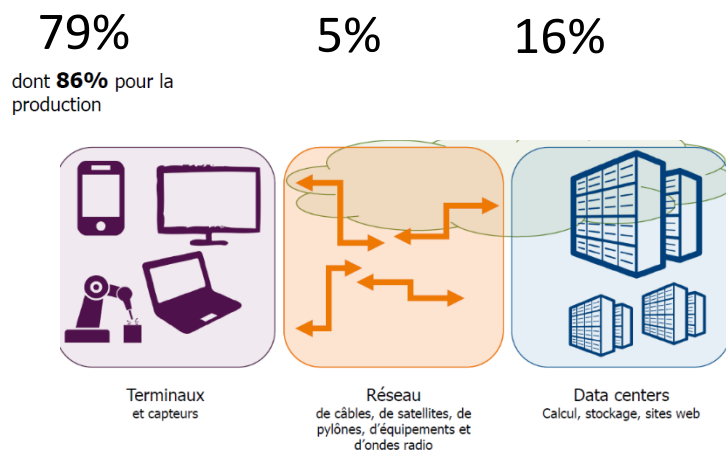 79%
5%
16%
dont 86% pour la
production
Terminaux
et capteurs
Réseau
de câbles, de satellites, de
pylônes, d'équipements et
d'ondes radio
Data centers
Calcul, stockage, sites web